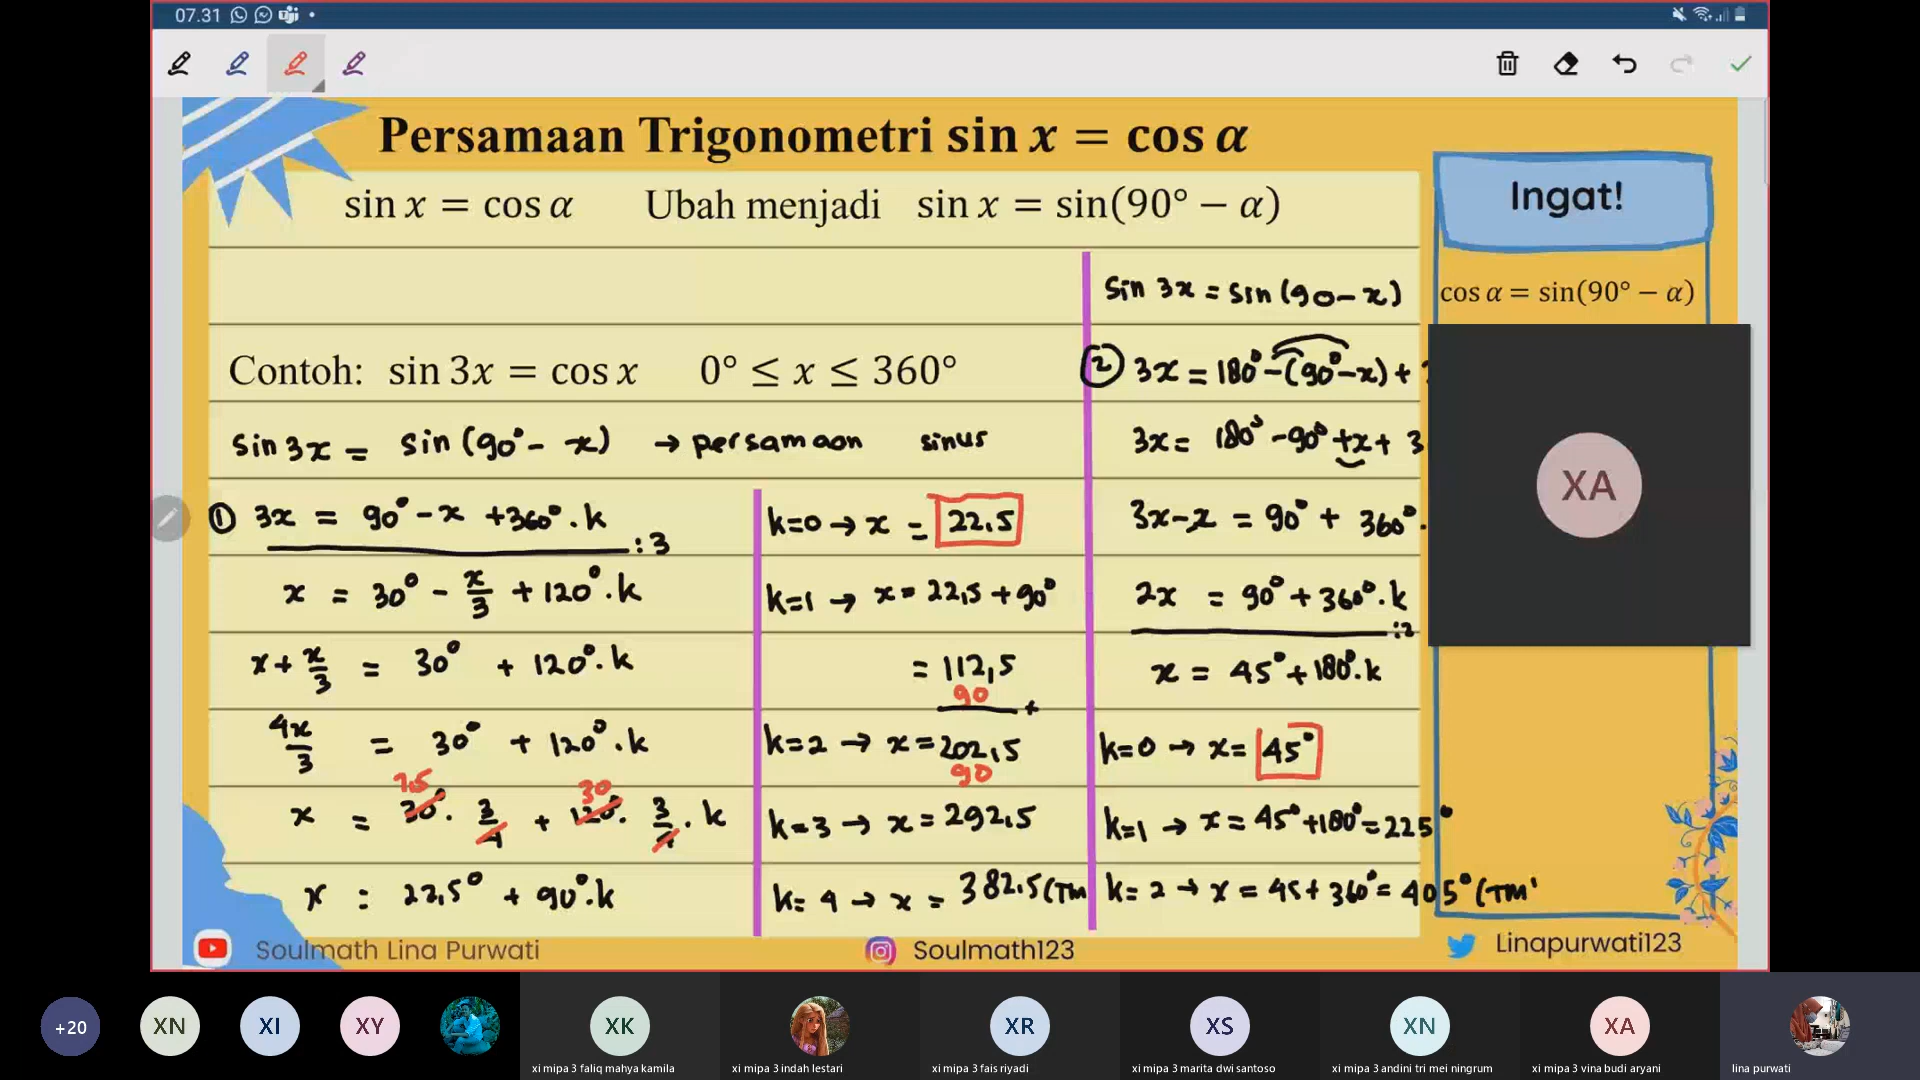 07.31
Persamaan Trigonometri sin x = cos α
sin x = cos α Ubah menjadi sin x = sin(90° − α)
Contoh: sin 3x = cos x 0° ≤ x ≤ 360°
sin 3x = sin (90° - x) → persamaan sinus
① 3x = 90° - x + 360°. k
:3
x = 30° - x/3 + 120°. k
x + x/3 = 30° + 120°. k
4x/3 = 30° + 120°. k
7.5 30
x = 30°. 3/4 + 120°. 3/4 . k
x = 22,5° + 90°.k
k=0 → x = 22.5
k=1 → x = 22,5 + 90°
= 112,5
90 +
k=2 → x = 202,5
90
k=3 → x = 292,5
k= 4 → x = 382.5 (TM
sin 3x = sin (90 - x)
② 3x = 180° - (90° - x) +
3x = 180° - 90° + x + 3
3x - x = 90° + 360°.
2x = 90° + 360°. k
:2
x = 45° + 180°. k
k=0 → x = 45°
k=1 → x = 45° + 180° = 225°
k= 2 → x = 45 + 360° = 405° (TM
Ingat!
cos α = sin(90° − α)
XA
Soulmath Lina Purwati
Soulmath123
Linapurwati123
+20
XN
XI
XY
XK
xi mipa 3 faliq mahya kamila
xi mipa 3 indah lestari
XR
xi mipa 3 fais riyadi
XS
xi mipa 3 marita dwi santoso
XN
xi mipa 3 andini tri mei ningrum
XA
xi mipa 3 vina budi aryani
lina purwati